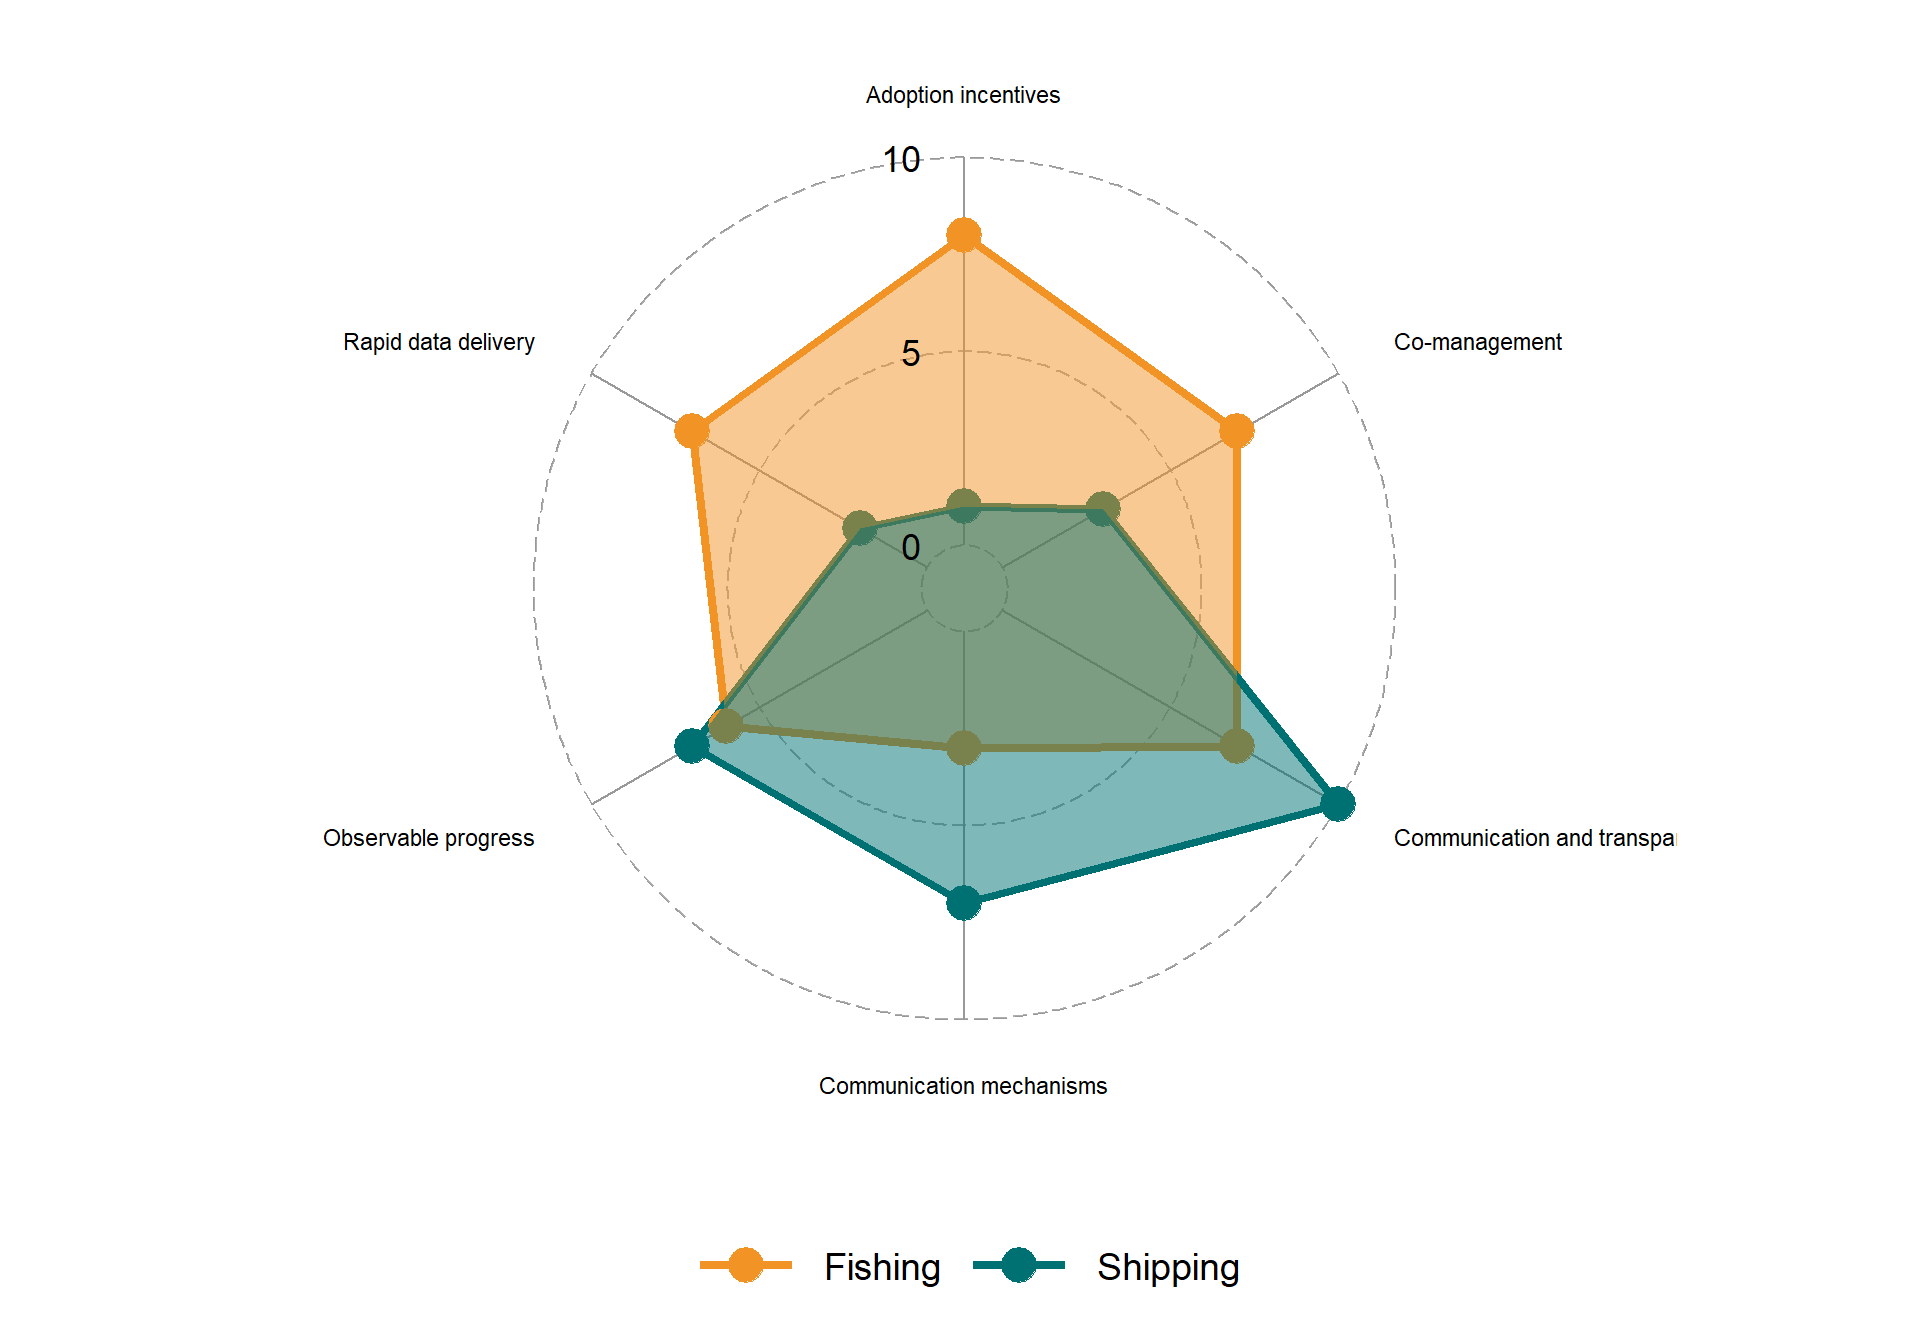 Adoption incentives
10
Rapid data delivery
Co-management
5
0
Observable progress
Communication and transpa
Communication mechanisms
Fishing
Shipping